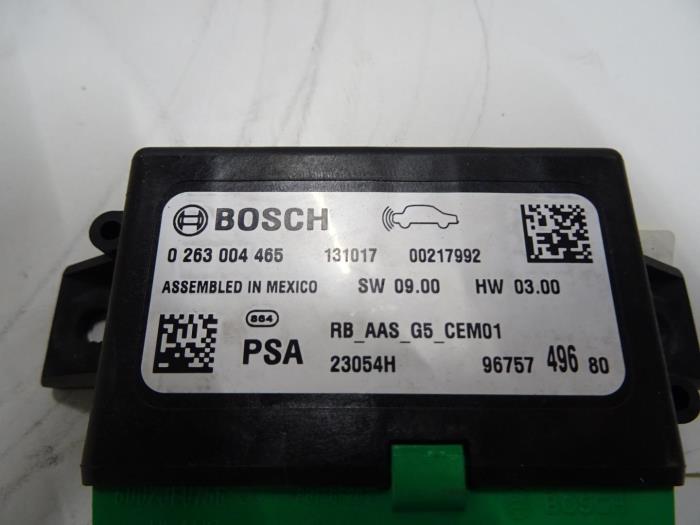 BOSCH
0 263 004 465 131017 00217992
ASSEMBLED IN MEXICO SW 09.00 HW 03.00
864
PSA
RB_AAS_G5_CEM01
23054H 96757 496 80
BOSCH